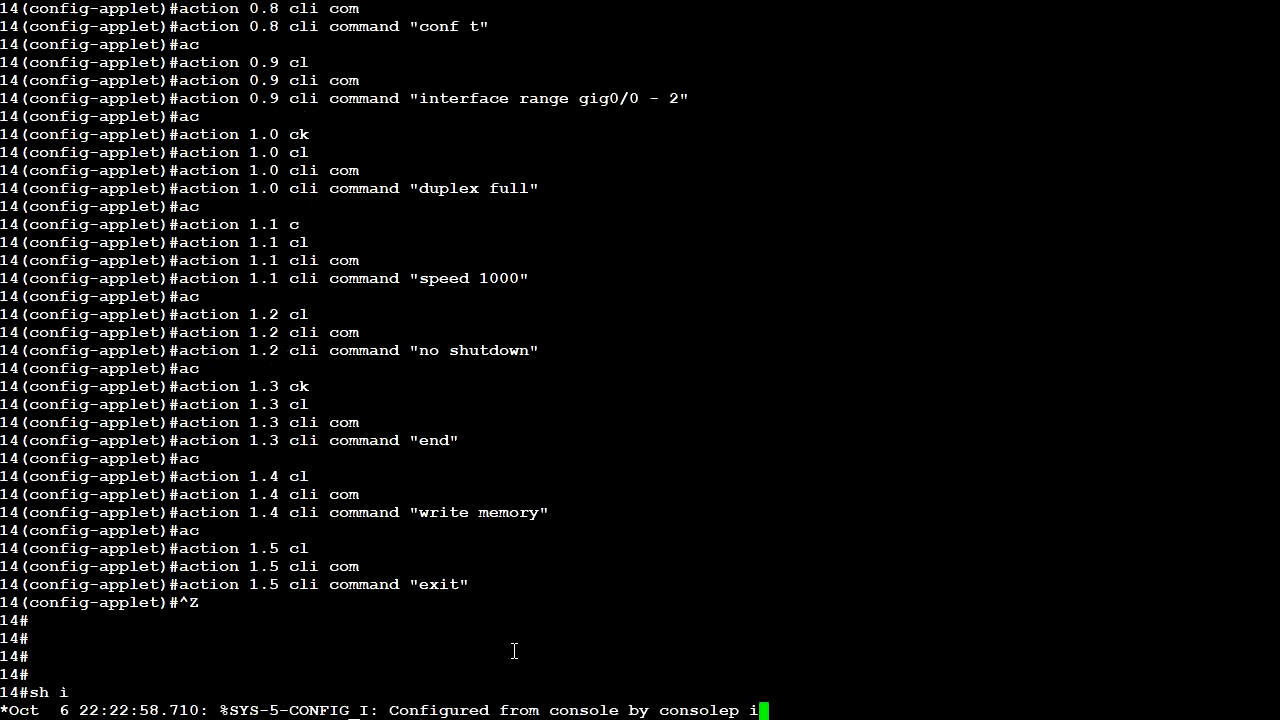 14(config-applet)#action 0.8 cli com
14(config-applet)#action 0.8 cli command "conf t"
14(config-applet)#ac
14(config-applet)#action 0.9 cl
14(config-applet)#action 0.9 cli com
14(config-applet)#action 0.9 cli command "interface range gig0/0 - 2"
14(config-applet)#ac
14(config-applet)#action 1.0 ck
14(config-applet)#action 1.0 cl
14(config-applet)#action 1.0 cli com
14(config-applet)#action 1.0 cli command "duplex full"
14(config-applet)#ac
14(config-applet)#action 1.1 c
14(config-applet)#action 1.1 cl
14(config-applet)#action 1.1 cli com
14(config-applet)#action 1.1 cli command "speed 1000"
14(config-applet)#ac
14(config-applet)#action 1.2 cl
14(config-applet)#action 1.2 cli com
14(config-applet)#action 1.2 cli command "no shutdown"
14(config-applet)#ac
14(config-applet)#action 1.3 ck
14(config-applet)#action 1.3 cl
14(config-applet)#action 1.3 cli com
14(config-applet)#action 1.3 cli command "end"
14(config-applet)#ac
14(config-applet)#action 1.4 cl
14(config-applet)#action 1.4 cli com
14(config-applet)#action 1.4 cli command "write memory"
14(config-applet)#ac
14(config-applet)#action 1.5 cl
14(config-applet)#action 1.5 cli com
14(config-applet)#action 1.5 cli command "exit"
14(config-applet)#^Z
14#
14#
14#
14#
14#sh i
*Oct  6 22:22:58.710: %SYS-5-CONFIG_I: Configured from console by consolep i